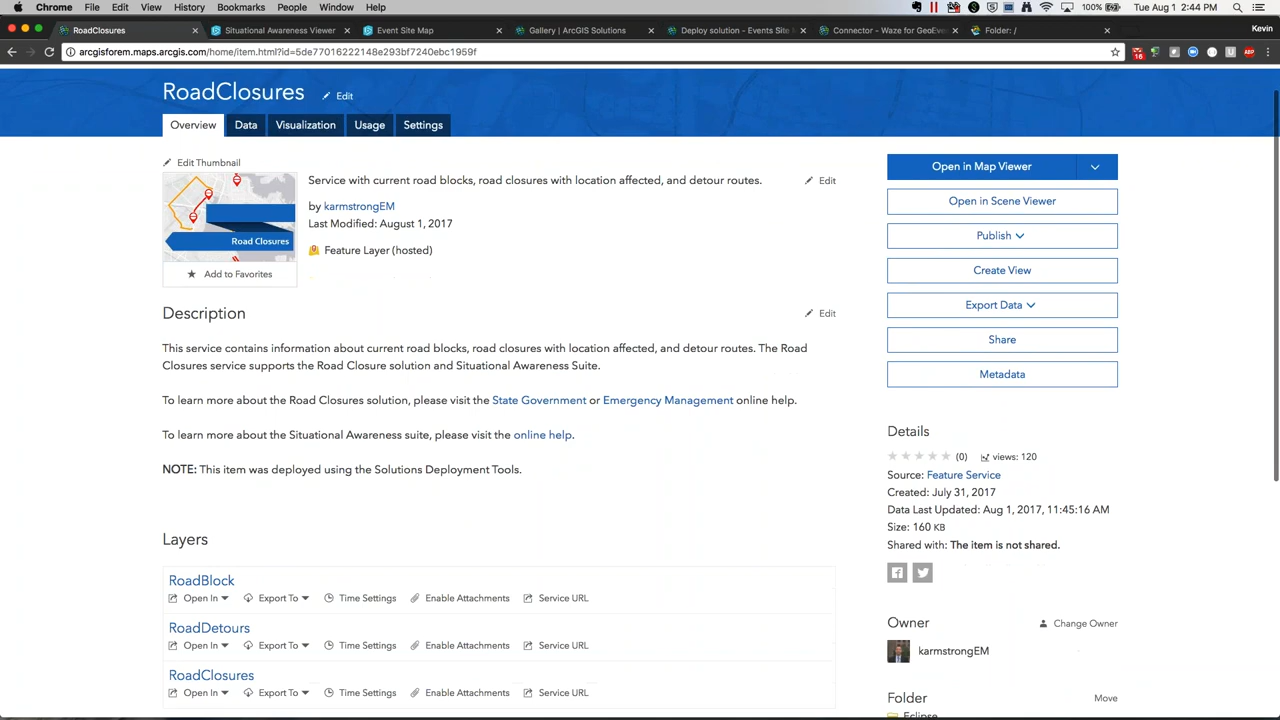 Chrome File Edit View History Bookmarks People Window Help 100% Tue Aug 1 2:44 PM
RoadClosures Situational Awareness Viewer Event Site Map Gallery | ArcGIS Solutions Deploy solution - Events Site M Connector - Waze for GeoEven Folder: / Kevin
arcgisforem.maps.arcgis.com/home/item.html?id=5de77016222148e293bf7240ebc1959f 16 ABP
RoadClosures Edit
Overview Data Visualization Usage Settings
Edit Thumbnail
Road Closures
Add to Favorites
Service with current road blocks, road closures with location affected, and detour routes. Edit
by karmstrongEM
Last Modified: August 1, 2017
Feature Layer (hosted)
Description Edit
This service contains information about current road blocks, road closures with location affected, and detour routes. The Road
Closures service supports the Road Closure solution and Situational Awareness Suite.
To learn more about the Road Closures solution, please visit the State Government or Emergency Management online help.
To learn more about the Situational Awareness suite, please visit the online help.
NOTE: This item was deployed using the Solutions Deployment Tools.
Layers
RoadBlock
Open In Export To Time Settings Enable Attachments Service URL
RoadDetours
Open In Export To Time Settings Enable Attachments Service URL
RoadClosures
Open In Export To Time Settings Enable Attachments Service URL
Open in Map Viewer
Open in Scene Viewer
Publish
Create View
Export Data
Share
Metadata
Details
(0) views: 120
Source: Feature Service
Created: July 31, 2017
Data Last Updated: Aug 1, 2017, 11:45:16 AM
Size: 160 KB
Shared with: The item is not shared.
Owner Change Owner
karmstrongEM
Folder Move
Eclipse